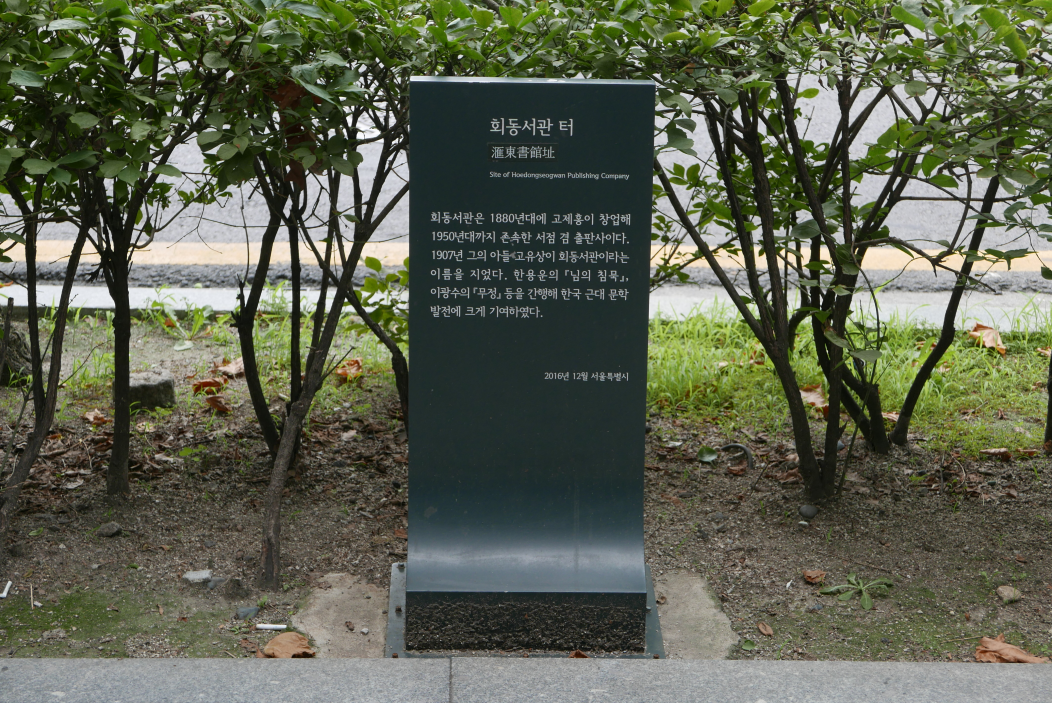 회동서관 터
滙東書館址
Site of Hoedongseogwan Publishing Company
회동서관은 1880년대에 고제홍이 창업해
1950년대까지 존속한 서점 겸 출판사이다.
1907년 그의 아들 고유상이 회동서관이라는
이름을 지었다. 한용운의 『님의 침묵』,
이광수의 『무정』 등을 간행해 한국 근대 문학
발전에 크게 기여하였다.
2016년 12월 서울특별시